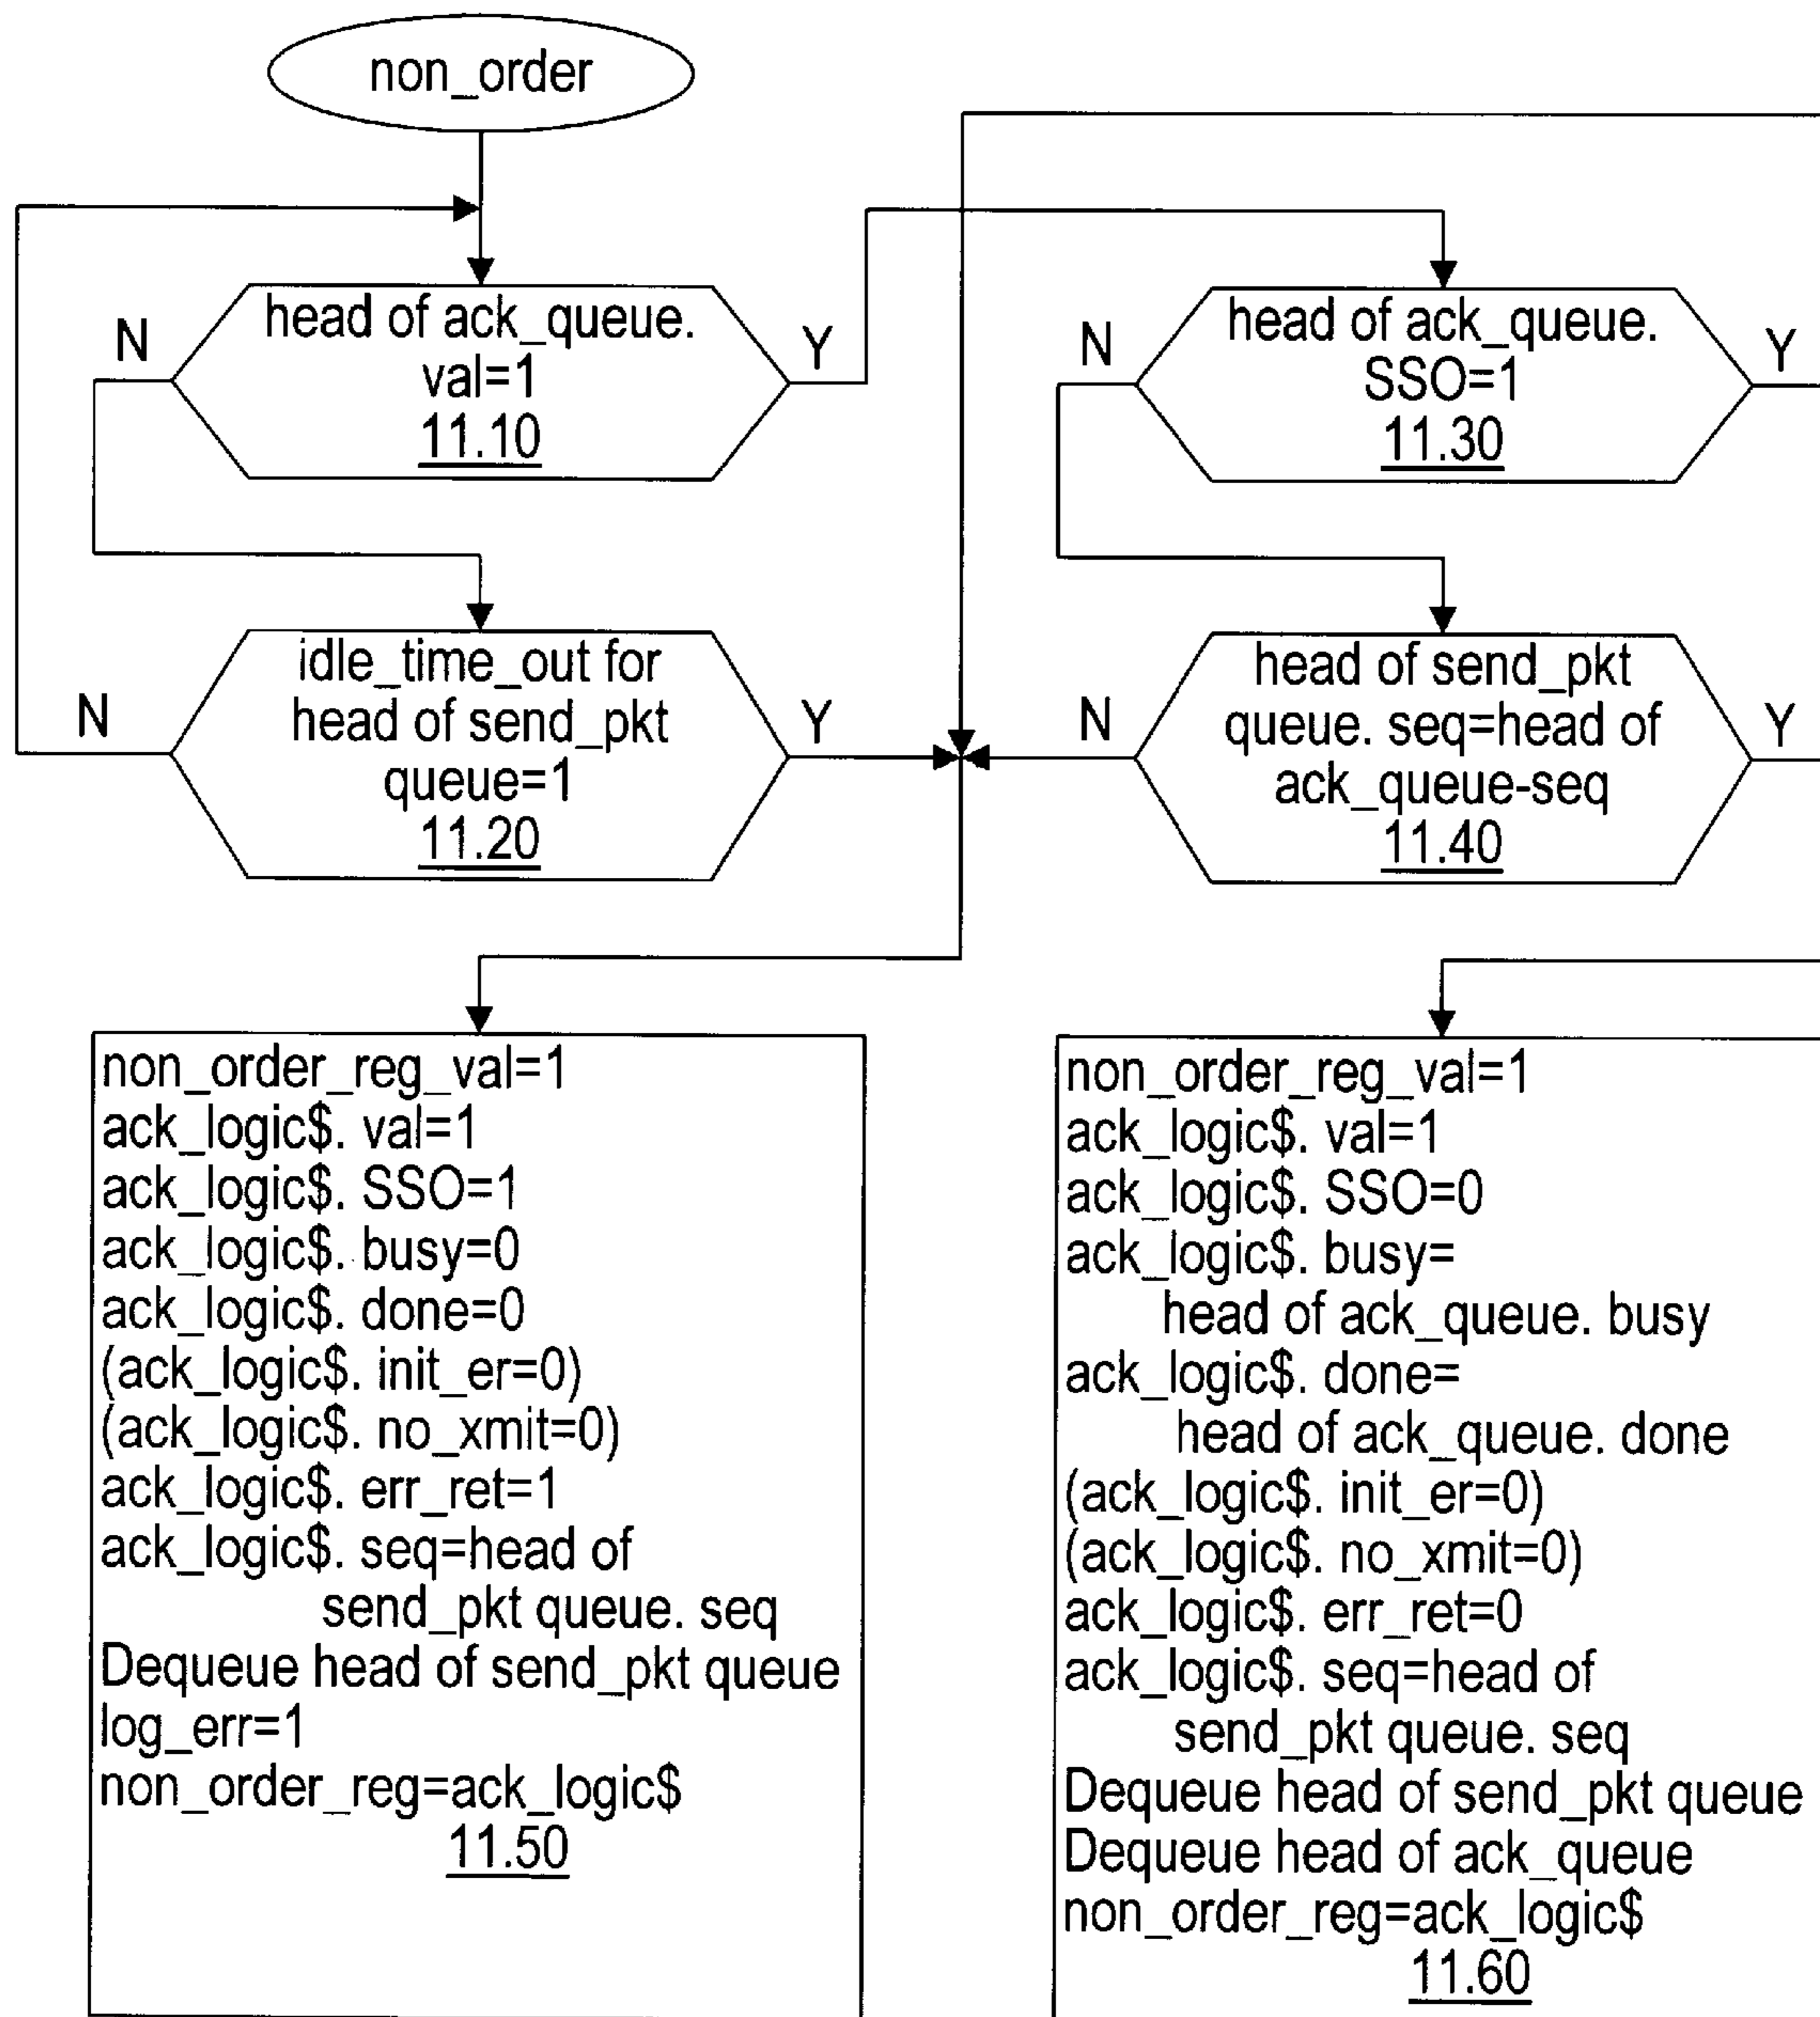 non_order
N
head of ack_queue.
val=1
11.10
Y
N
head of ack_queue.
SSO=1
11.30
Y
N
idle_time_out for
head of send_pkt
queue=1
11.20
Y
N
head of send_pkt
queue. seq=head of
ack_queue-seq
11.40
Y
non_order_reg_val=1
ack_logic$. val=1
ack_logic$. SSO=1
ack_logic$. busy=0
ack_logic$. done=0
(ack_logic$. init_er=0)
(ack_logic$. no_xmit=0)
ack_logic$. err_ret=1
ack_logic$. seq=head of
send_pkt queue. seq
Dequeue head of send_pkt queue
log_err=1
non_order_reg=ack_logic$
11.50
non_order_reg_val=1
ack_logic$. val=1
ack_logic$. SSO=0
ack_logic$. busy=
head of ack_queue. busy
ack_logic$. done=
head of ack_queue. done
(ack_logic$. init_er=0)
(ack_logic$. no_xmit=0)
ack_logic$. err_ret=0
ack_logic$. seq=head of
send_pkt queue. seq
Dequeue head of send_pkt queue
Dequeue head of ack_queue
non_order_reg=ack_logic$
11.60